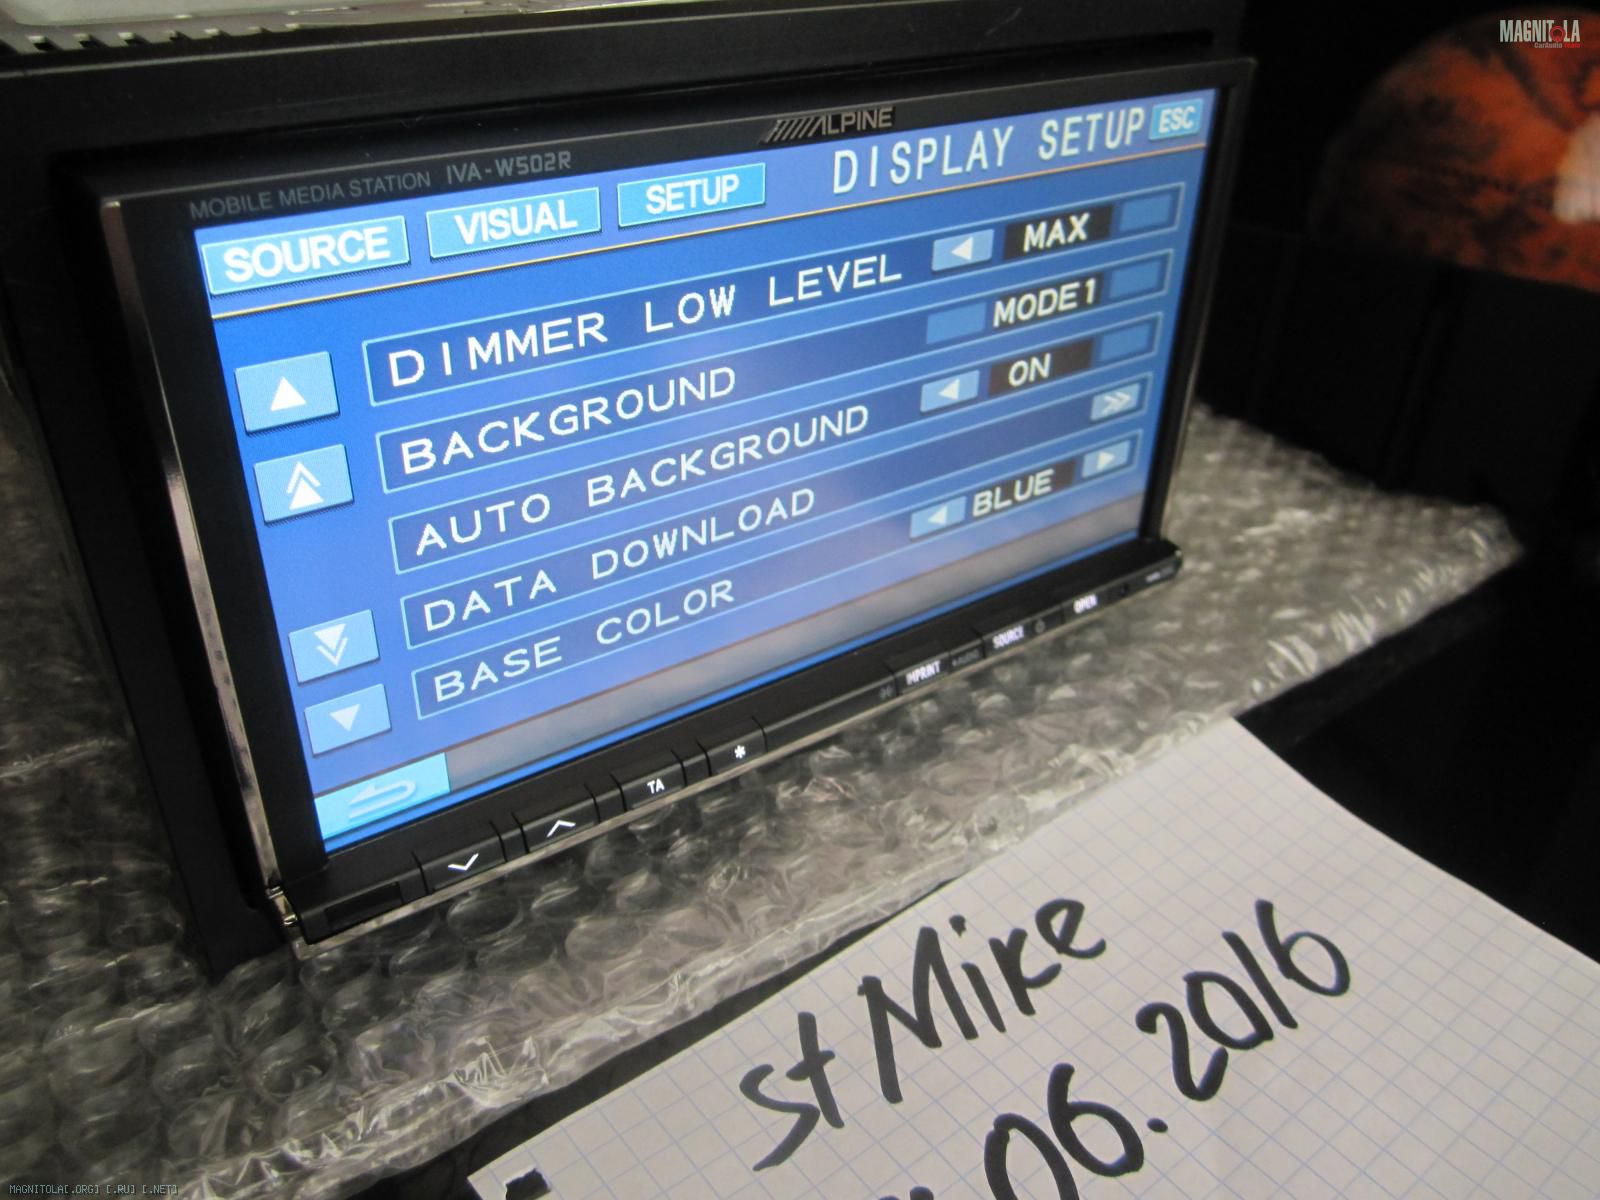 MAGNITOLA
CarAudio Team
ALPINE
MOBILE MEDIA STATION IVA-W502R
SOURCE VISUAL SETUP DISPLAY SETUP ESC
DIMMER LOW LEVEL MAX
BACKGROUND MODE1
AUTO BACKGROUND ON
DATA DOWNLOAD
BASE COLOR BLUE
TA * IMPRINT SOURCE OPEN
st Mike
06.2016
MAGNITOLA[.ORG] [.RU] [.NET]